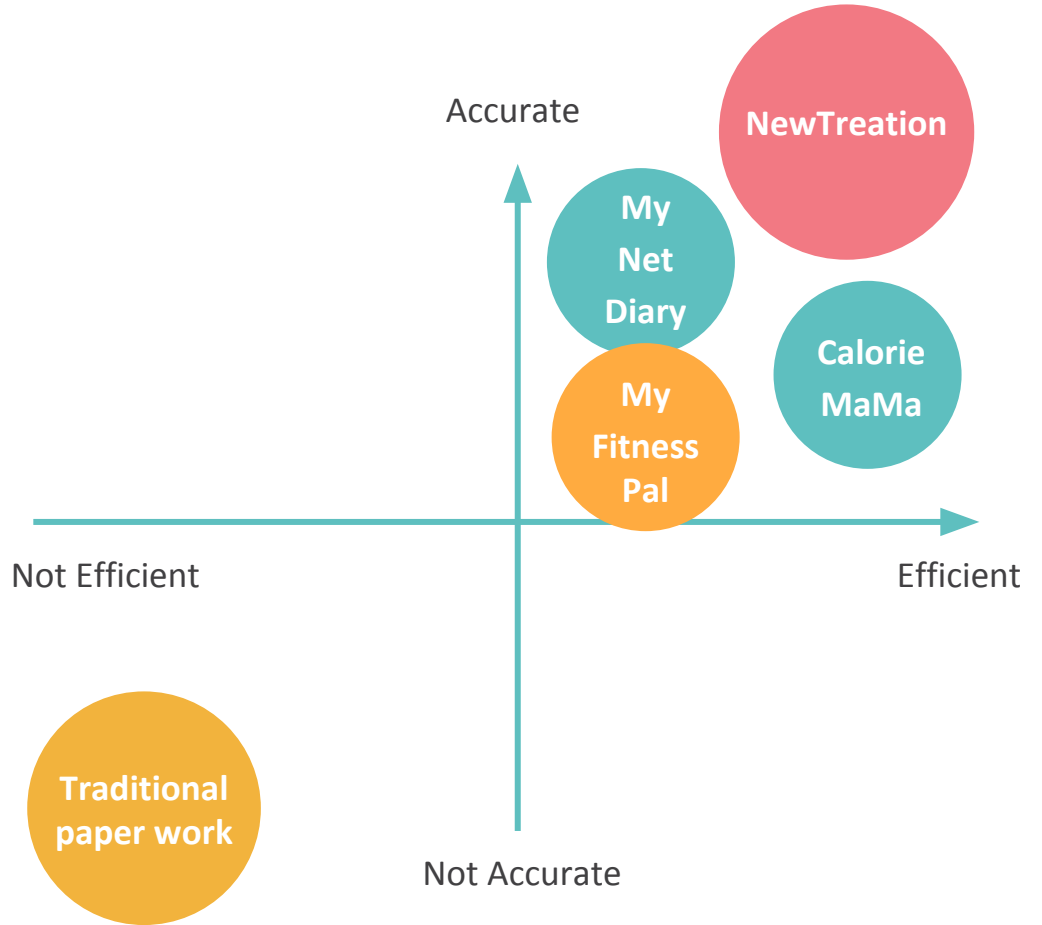 Accurate
NewTreation
My
Net
Diary
Calorie
MaMa
My
Fitness
Pal
Not Efficient
Efficient
Traditional
paper work
Not Accurate